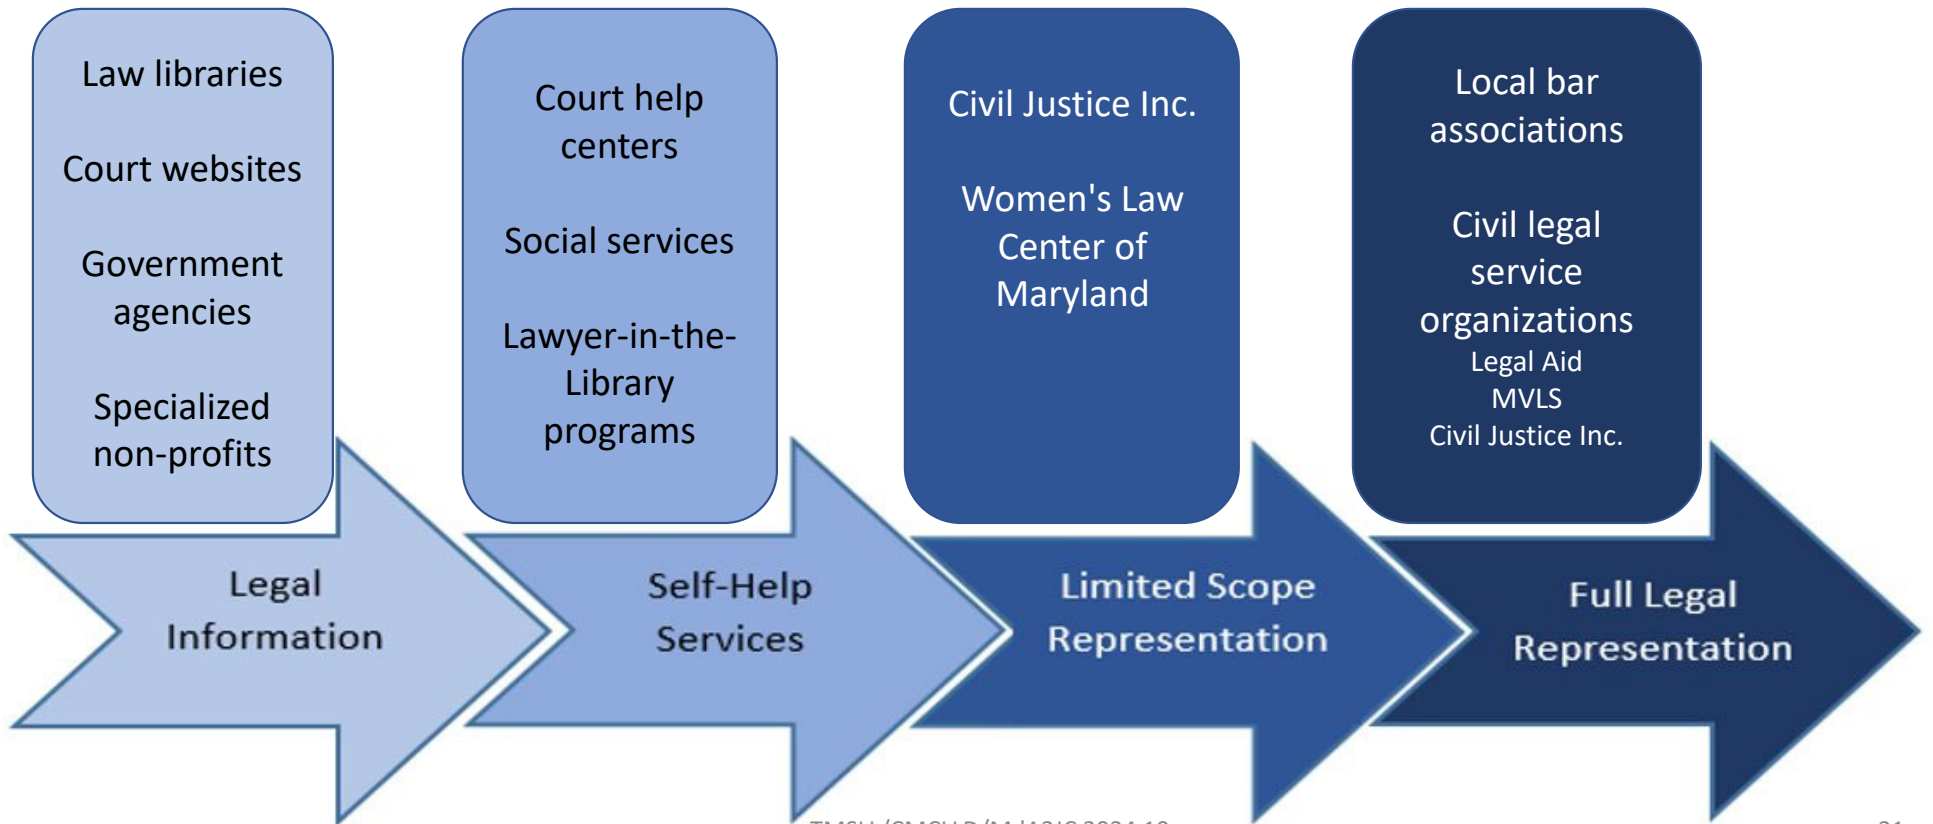 Law libraries
Court websites
Government
agencies
Specialized
non-profits
Court help
centers
Social services
Lawyer-in-the-
Library
programs
Civil Justice Inc.
Women's Law
Center of
Maryland
Local bar
associations
Civil legal
service
organizations
Legal Aid
MVLS
Civil Justice Inc.
Legal
Information
Self-Help
Services
Limited Scope
Representation
Full Legal
Representation